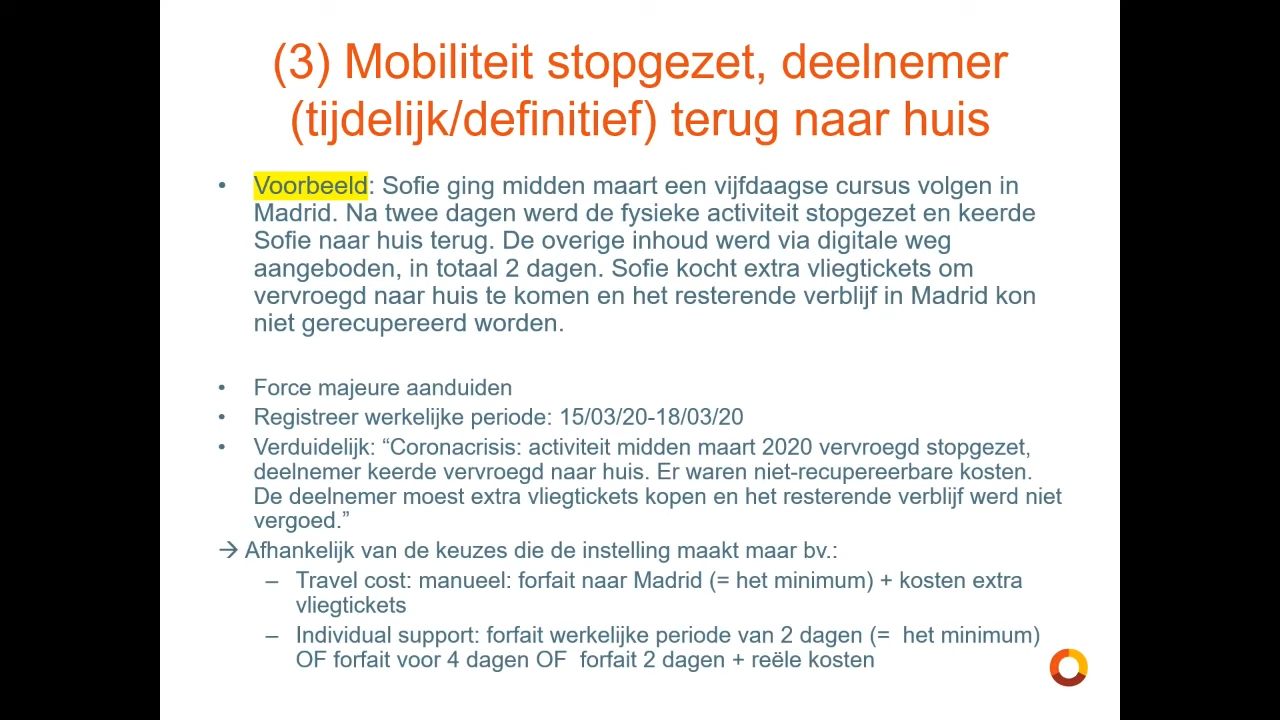 (3) Mobiliteit stopgezet, deelnemer
(tijdelijk/definitief) terug naar huis
• Voorbeeld: Sofie ging midden maart een vijfdaagse cursus volgen in
Madrid. Na twee dagen werd de fysieke activiteit stopgezet en keerde
Sofie naar huis terug. De overige inhoud werd via digitale weg
aangeboden, in totaal 2 dagen. Sofie kocht extra vliegtickets om
vervroegd naar huis te komen en het resterende verblijf in Madrid kon
niet gerecupereerd worden.
• Force majeure aanduiden
• Registreer werkelijke periode: 15/03/20-18/03/20
• Verduidelijk: “Coronacrisis: activiteit midden maart 2020 vervroegd stopgezet,
deelnemer keerde vervroegd naar huis. Er waren niet-recupereerbare kosten.
De deelnemer moest extra vliegtickets kopen en het resterende verblijf werd niet
vergoed.”
→ Afhankelijk van de keuzes die de instelling maakt maar bv.:
– Travel cost: manueel: forfait naar Madrid (= het minimum) + kosten extra
vliegtickets
– Individual support: forfait werkelijke periode van 2 dagen (= het minimum)
OF forfait voor 4 dagen OF forfait 2 dagen + reële kosten